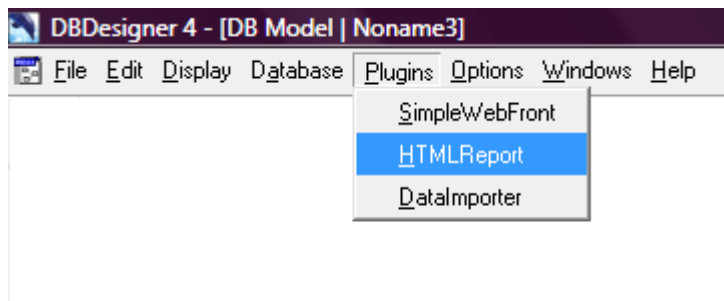 DBDesigner 4 - [DB Model | Noname3]
File Edit Display Database Plugins Options Windows Help
SimpleWebFront
HTMLReport
DataImporter